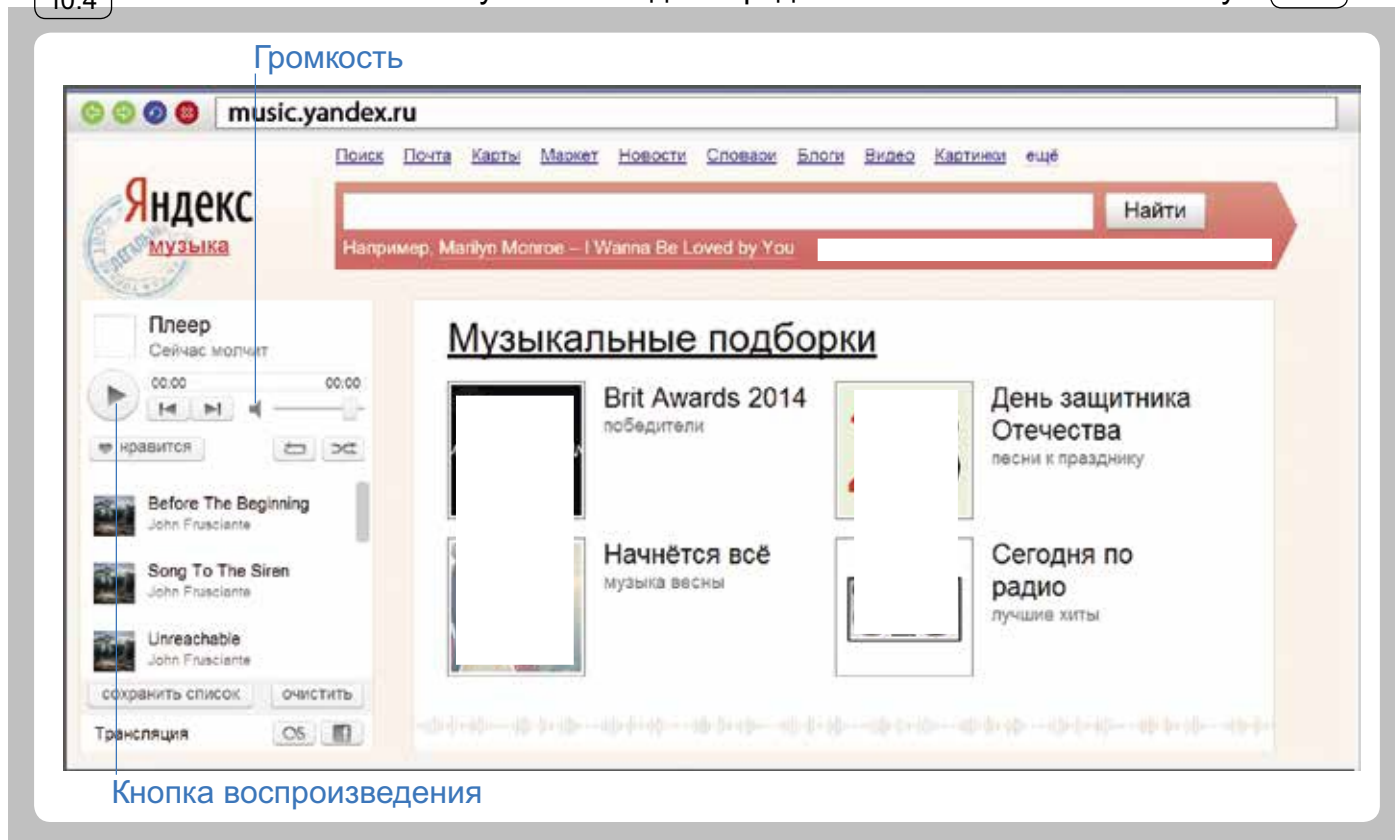 10.4
Громкость
music.yandex.ru
Поиск Почта Карты Маркет Новости Словари Блоги Видео Картинки ещё
Яндекс
музыка
Найти
Например, Marilyn Monroe – I Wanna Be Loved by You
Плеер
Сейчас молчит
00:00 00:00
нравится
Before The Beginning
John Frusciante
Song To The Siren
John Frusciante
Unreachable
John Frusciante
сохранить список очистить
Трансляция OS
Музыкальные подборки
Brit Awards 2014
победители
День защитника
Отечества
песни к празднику
Начнётся всё
музыка весны
Сегодня по
радио
лучшие хиты
Кнопка воспроизведения